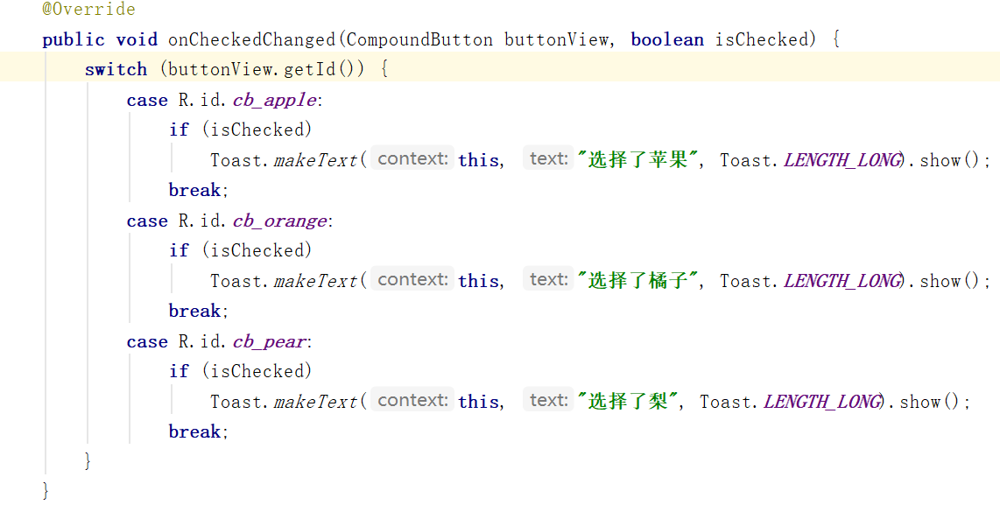 @Override
public void onCheckedChanged(CompoundButton buttonView, boolean isChecked) {
    switch (buttonView.getId()) {
        case R.id.cb_apple:
            if (isChecked)
                Toast.makeText( context: this, text: "选择了苹果", Toast.LENGTH_LONG).show();
            break;
        case R.id.cb_orange:
            if (isChecked)
                Toast.makeText( context: this, text: "选择了橘子", Toast.LENGTH_LONG).show();
            break;
        case R.id.cb_pear:
            if (isChecked)
                Toast.makeText( context: this, text: "选择了梨", Toast.LENGTH_LONG).show();
            break;
    }
}